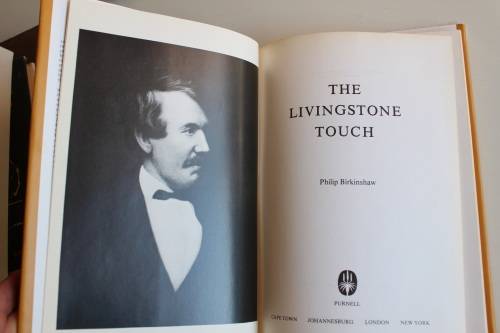 THE
LIVINGSTONE
TOUCH
Philip Birkinshaw
PURNELL
CAPE TOWN JOHANNESBURG LONDON NEW YORK